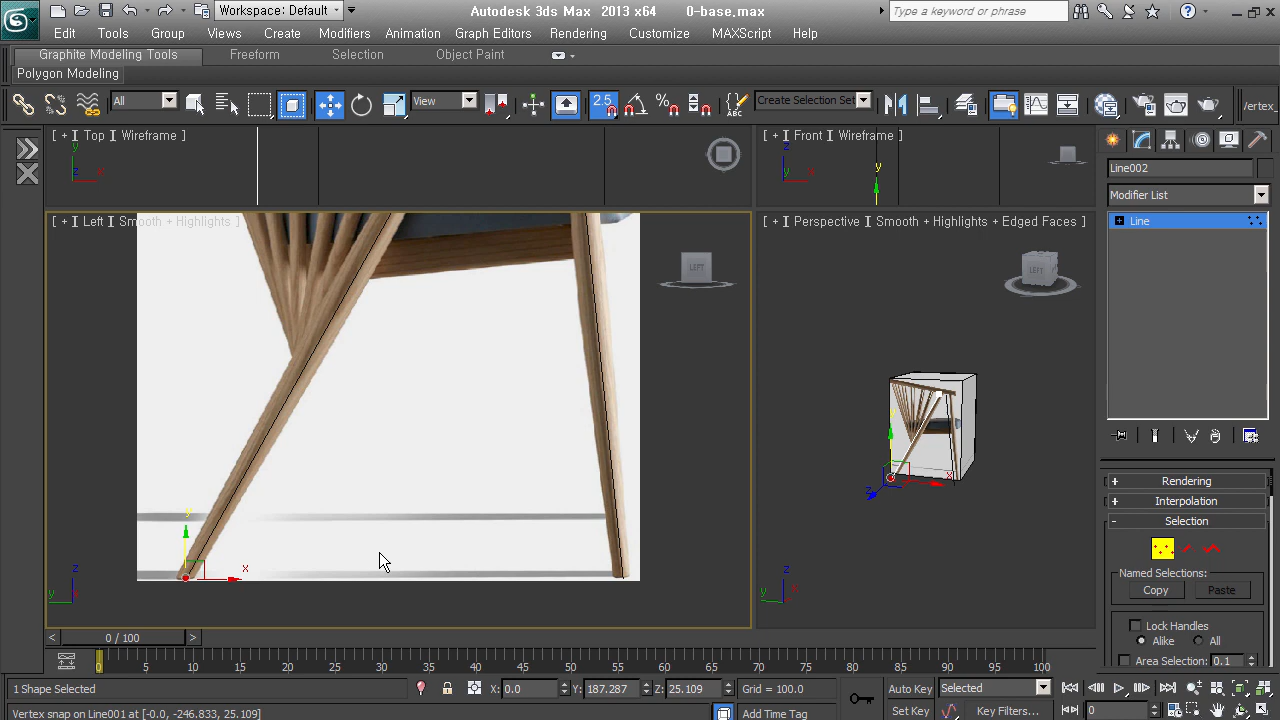 Workspace: Default
Autodesk 3ds Max 2013 x64 0-base.max
Type a keyword or phrase
Edit Tools Group Views Create Modifiers Animation Graph Editors Rendering Customize MAXScript Help
Graphite Modeling Tools Freeform Selection Object Paint
Polygon Modeling
All View 2.5 Create Selection Set
ABC
[ + ] Top | Wireframe ]
[ + ] Front | Wireframe ]
Line002
Modifier List
Line
[ + ] Left | Smooth + Highlights ]
[ + ] Perspective | Smooth + Highlights + Edged Faces ]
LEFT
LEFT
y
x
z
y
Rendering
Interpolation
Selection
Named Selections:
Copy Paste
Lock Handles
Alike All
Area Selection: 0.1
0 / 100
0 5 10 15 20 25 30 35 40 45 50 55 60 65 70 75 80 85 90 95 100
1 Shape Selected X: 0.0 Y: 187.287 Z: 25.109 Grid = 100.0 Auto Key Selected
Vertex snap on Line001 at [-0.0, -246.833, 25.109] Add Time Tag Set Key Key Filters... 0